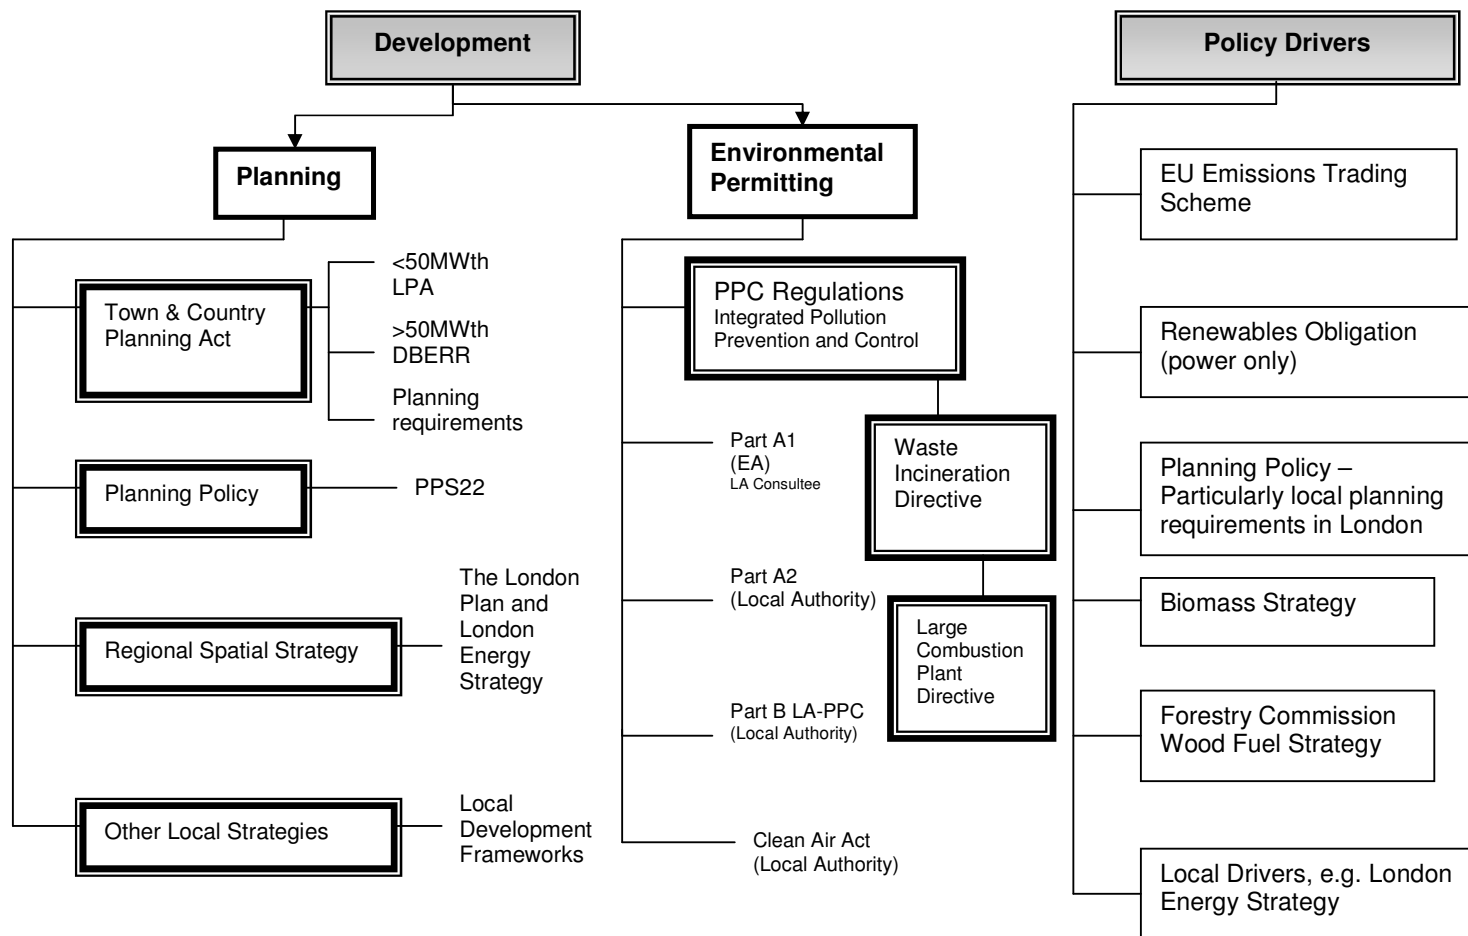 Development
Planning
Town & Country
Planning Act
<50MWth
LPA
>50MWth
DBERR
Planning
requirements
Planning Policy
PPS22
Regional Spatial Strategy
The London
Plan and
London
Energy
Strategy
Other Local Strategies
Local
Development
Frameworks
Environmental
Permitting
PPC Regulations
Integrated Pollution
Prevention and Control
Part A1
(EA)
LA Consultee
Waste
Incineration
Directive
Part A2
(Local Authority)
Large
Combustion
Plant
Directive
Part B LA-PPC
(Local Authority)
Clean Air Act
(Local Authority)
Policy Drivers
EU Emissions Trading
Scheme
Renewables Obligation
(power only)
Planning Policy –
Particularly local planning
requirements in London
Biomass Strategy
Forestry Commission
Wood Fuel Strategy
Local Drivers, e.g. London
Energy Strategy